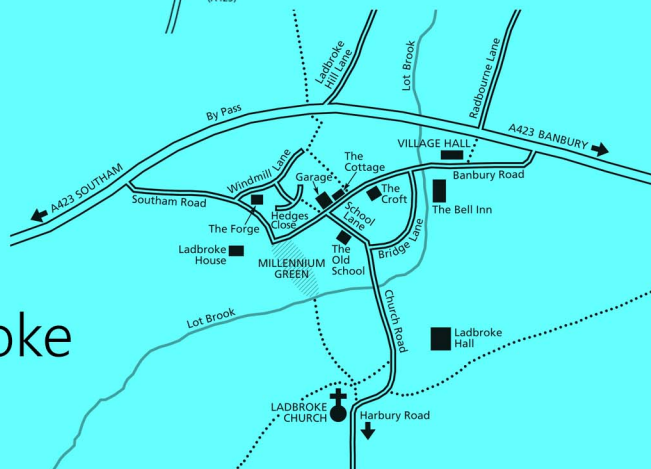 Ladbroke
Hill Lane
Lot Brook
Radbourne Lane
By Pass
A423 BANBURY
VILLAGE HALL
The
Cottage
Windmill Lane
Garage
A423 SOUTHAM
Banbury Road
Southam Road
The
Croft
School
Lane
The Bell Inn
Hedges
Close
The Forge
Bridge Lane
Ladbroke
House
The
Old
School
MILLENNIUM
GREEN
Church Road
Lot Brook
oke
Ladbroke
Hall
LADBROKE
CHURCH
Harbury Road